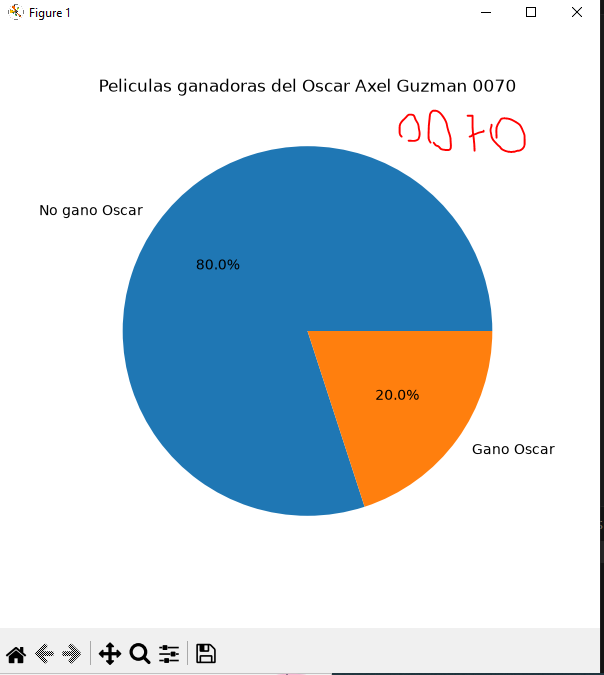 Figure 1
Peliculas ganadoras del Oscar Axel Guzman 0070
0070
No gano Oscar
80.0%
20.0%
Gano Oscar